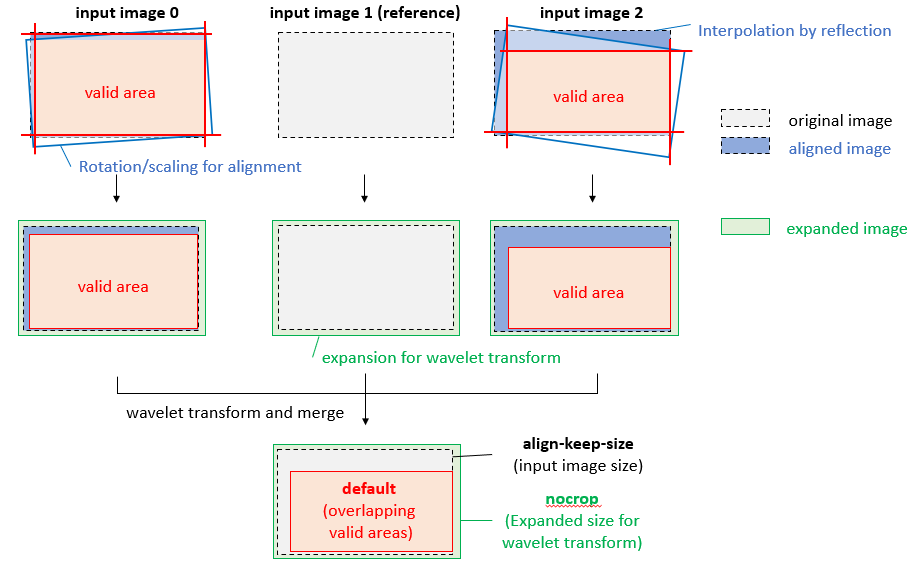 input image 0
input image 1 (reference)
input image 2
Interpolation by reflection
valid area
valid area
original image
aligned image
Rotation/scaling for alignment
expanded image
valid area
valid area
expansion for wavelet transform
wavelet transform and merge
align-keep-size
(input image size)
default
(overlapping
valid areas)
nocrop
(Expanded size for
wavelet transform)